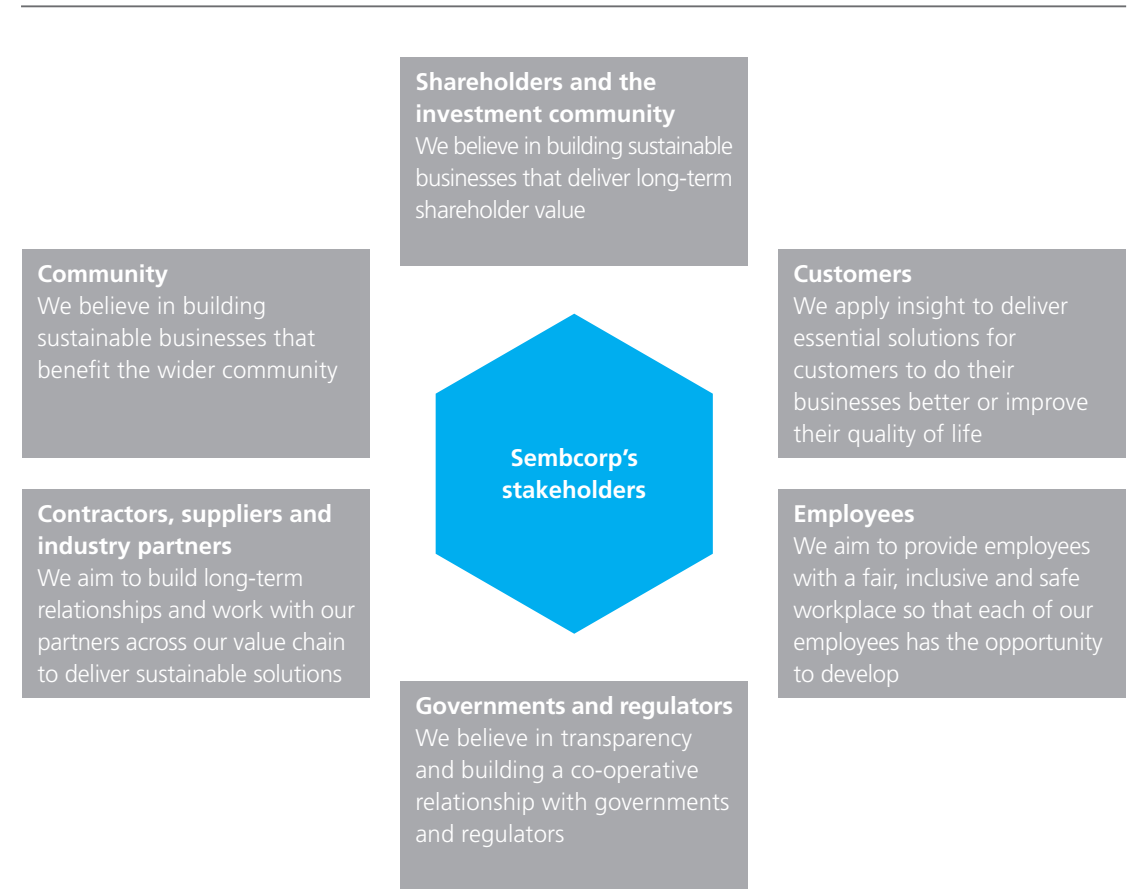 Shareholders and the
investment community
We believe in building sustainable
businesses that deliver long-term
shareholder value
Community
We believe in building
sustainable businesses that
benefit the wider community
Customers
We apply insight to deliver
essential solutions for
customers to do their
businesses better or improve
their quality of life
Sembcorp’s
stakeholders
Contractors, suppliers and
industry partners
We aim to build long-term
relationships and work with our
partners across our value chain
to deliver sustainable solutions
Employees
We aim to provide employees
with a fair, inclusive and safe
workplace so that each of our
employees has the opportunity
to develop
Governments and regulators
We believe in transparency
and building a co-operative
relationship with governments
and regulators